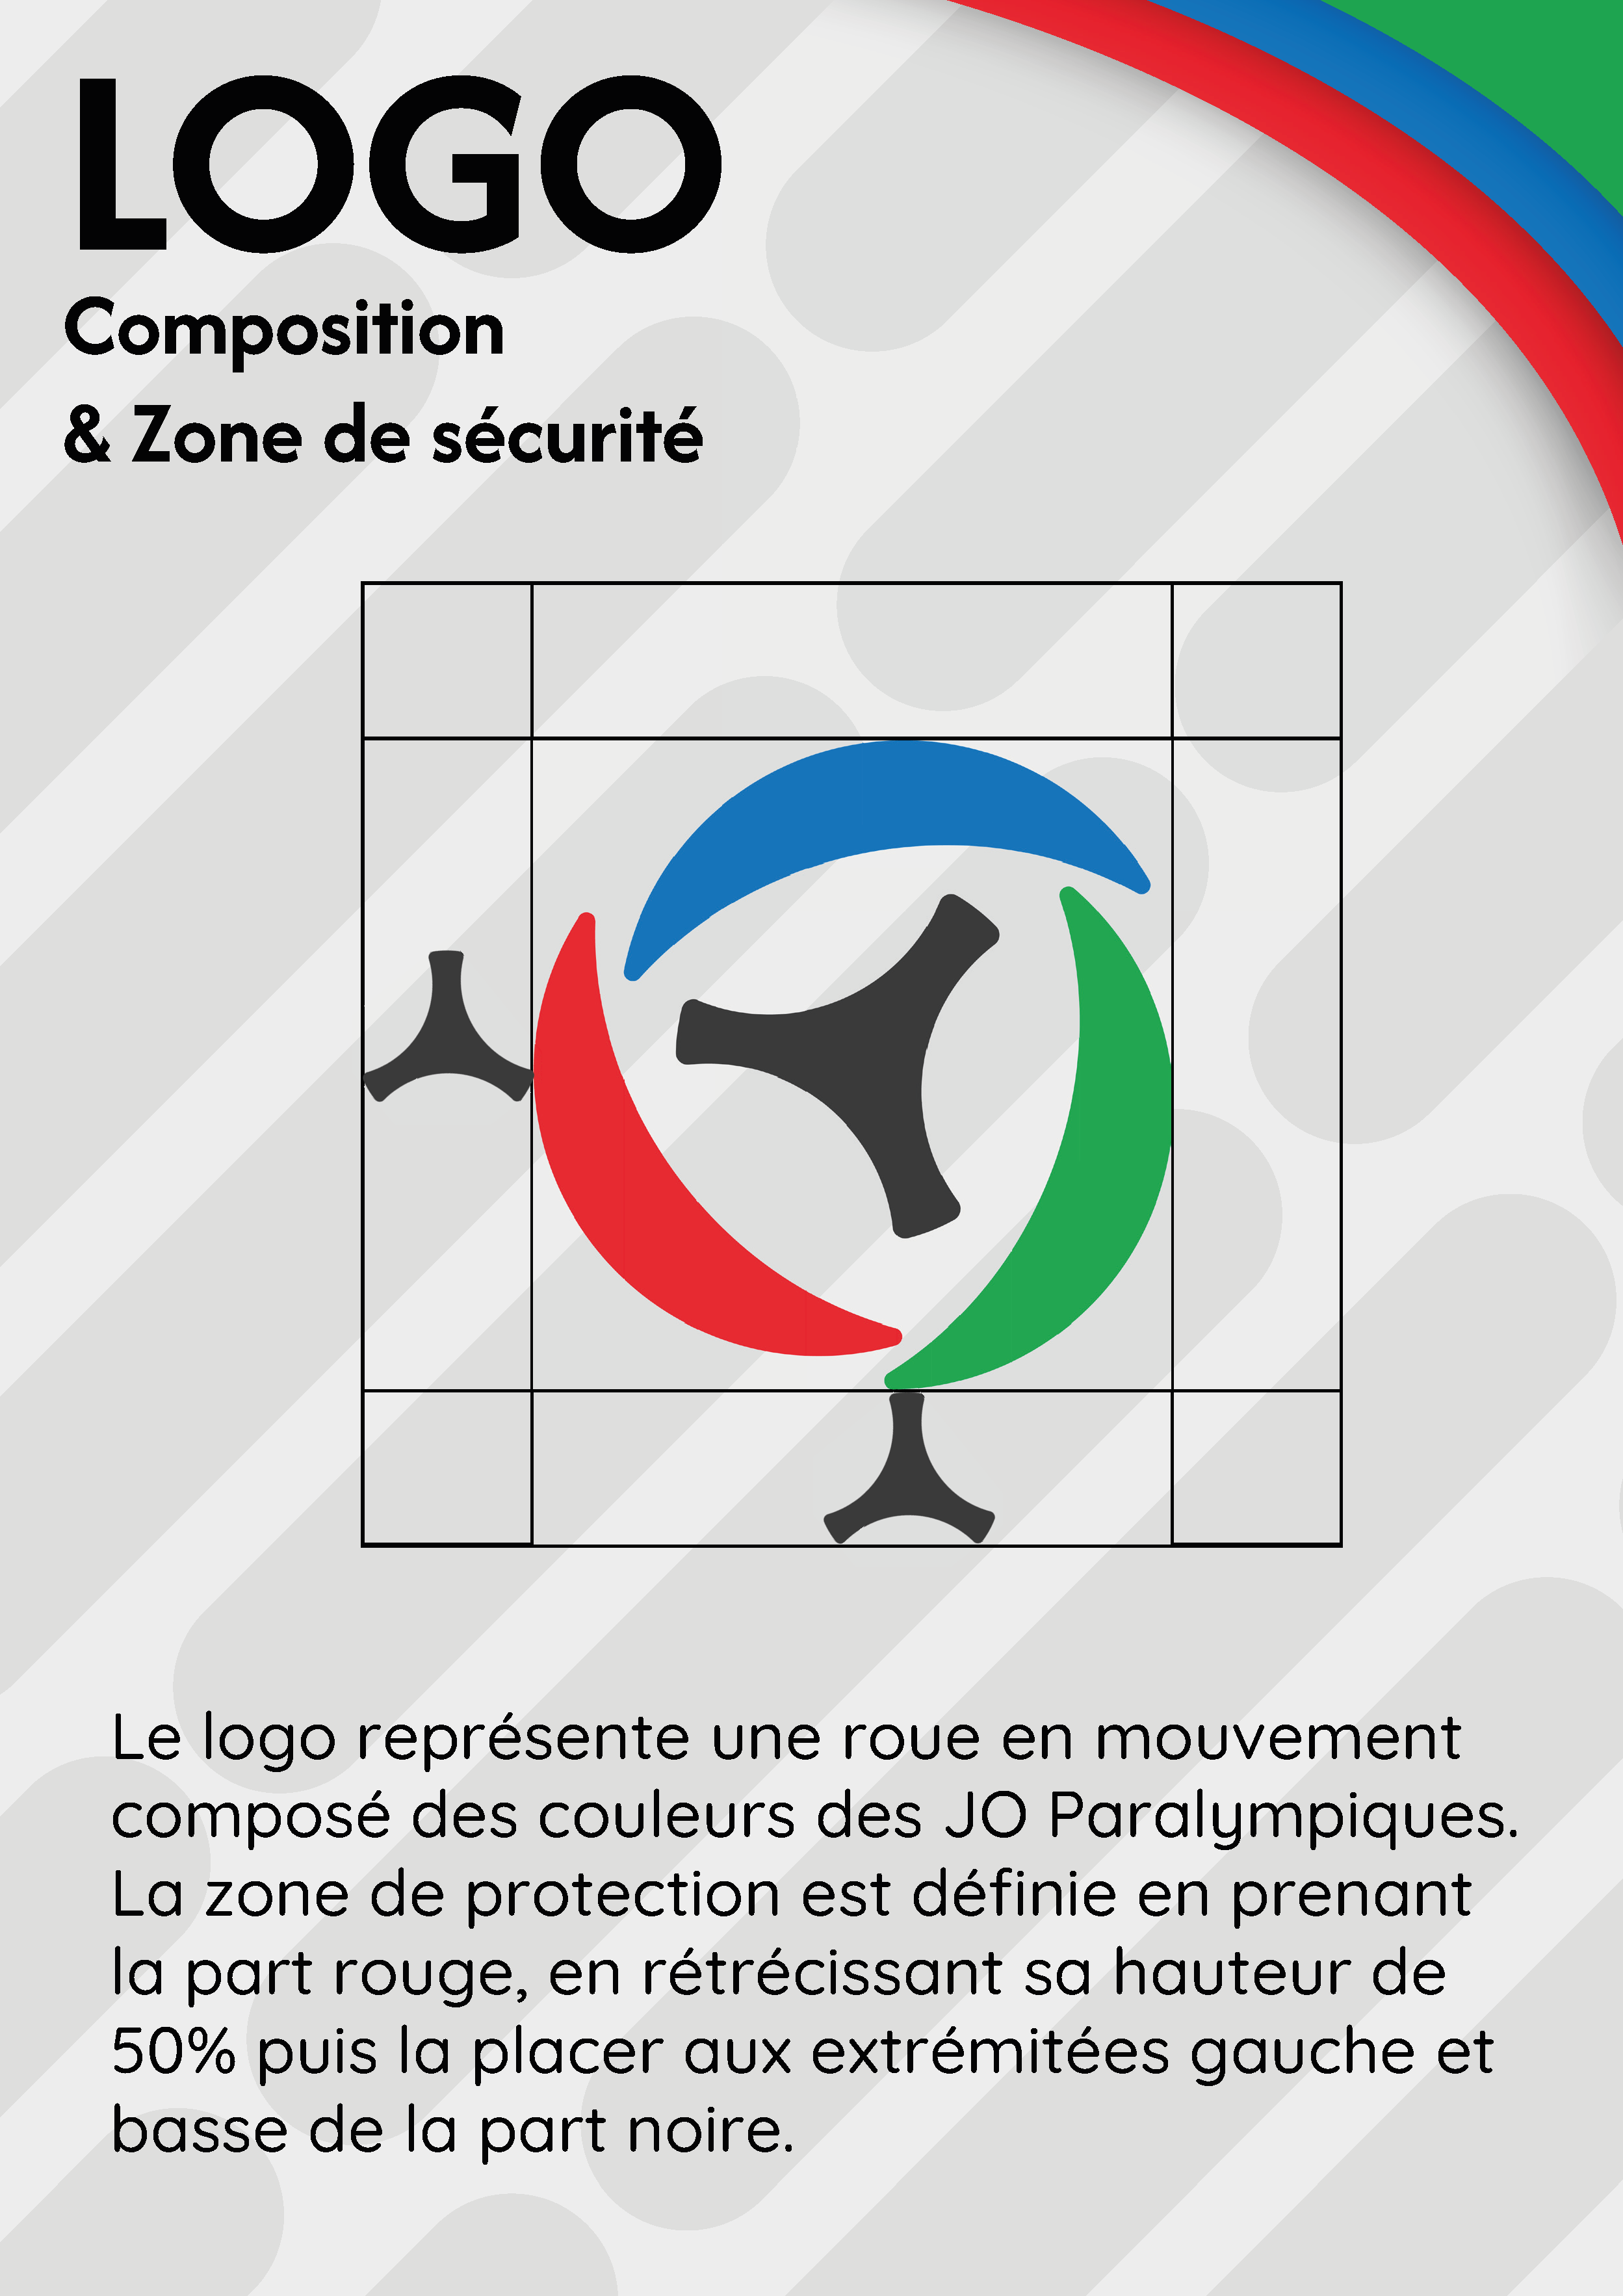 LOGO
Composition
& Zone de sécurité
Le logo représente une roue en mouvement
composé des couleurs des JO Paralympiques.
La zone de protection est définie en prenant
la part rouge, en rétrécissant sa hauteur de
50% puis la placer aux extrémitées gauche et
basse de la part noire.